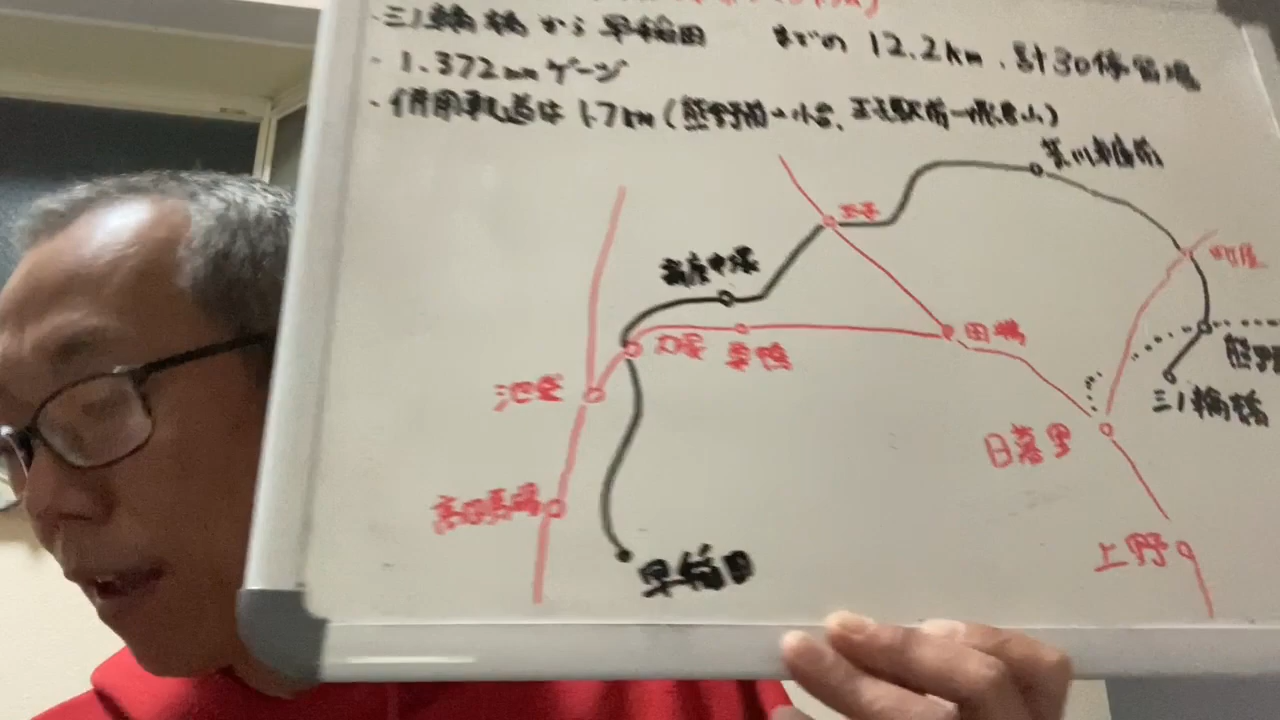 ・三ノ輪橋から早稲田 までの 12.2km、計30停留場
・1.372mmゲージ
・併用軌道は 1.7km(熊野前〜小台、王子駅前〜飛鳥山)
荒川車庫前
王子
町屋
庚申塚
大塚
巣鴨
田端
熊野
池袋
三ノ輪橋
日暮里
高田馬場
上野
早稲田